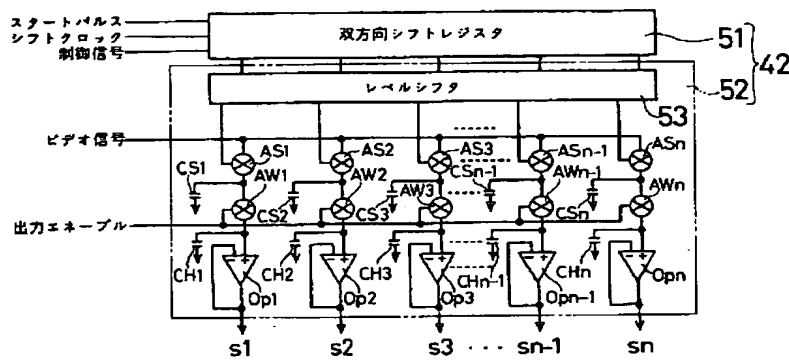 スタートパルス
シフトクロック
制御信号
双方向シフトレジスタ
51
42
52
レベルシフタ
53
ビデオ信号
AS1 AS2 AS3 ASn-1 ASn
CS1 CS2 CS3 CSn-1 CSn
AW1 AW2 AW3 AWn-1 AWn
出力エネーブル
CH1 CH2 CH3 CHn-1 CHn
Op1 Op2 Op3 Opn-1 Opn
s1 s2 s3 ··· sn-1 sn